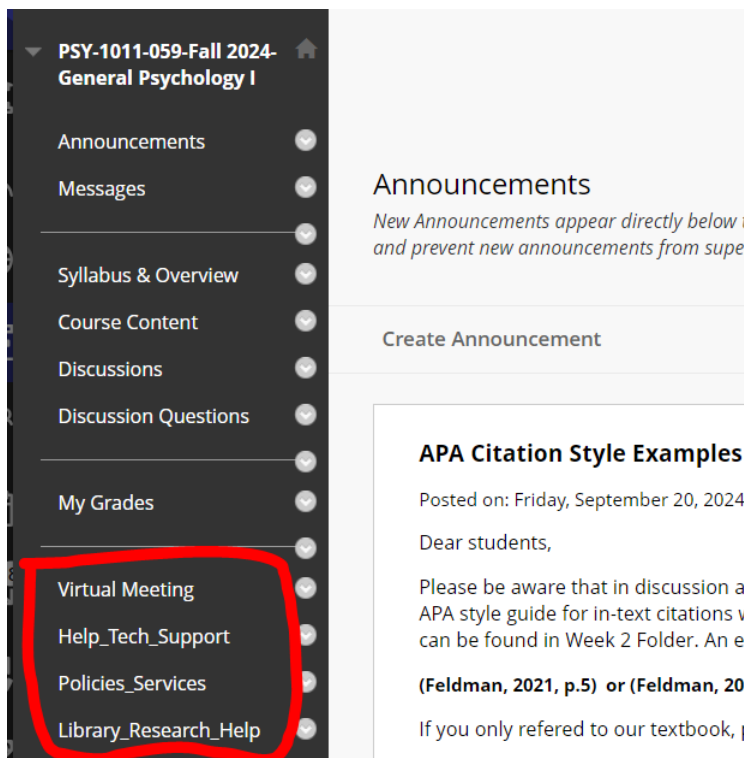 PSY-1011-059-Fall 2024-
General Psychology I
Announcements
Messages
Syllabus & Overview
Course Content
Discussions
Discussion Questions
My Grades
Virtual Meeting
Help_Tech_Support
Policies_Services
Library_Research_Help
Announcements
New Announcements appear directly below
and prevent new announcements from
Create Announcement
APA Citation Style Examples
Posted on: Friday, September 20, 2024
Dear students,
Please be aware that in discussion
APA style guide for in-text citations
can be found in Week 2 Folder. An
(Feldman, 2021, p.5) or (Feldman,
If you only refered to our textbook,